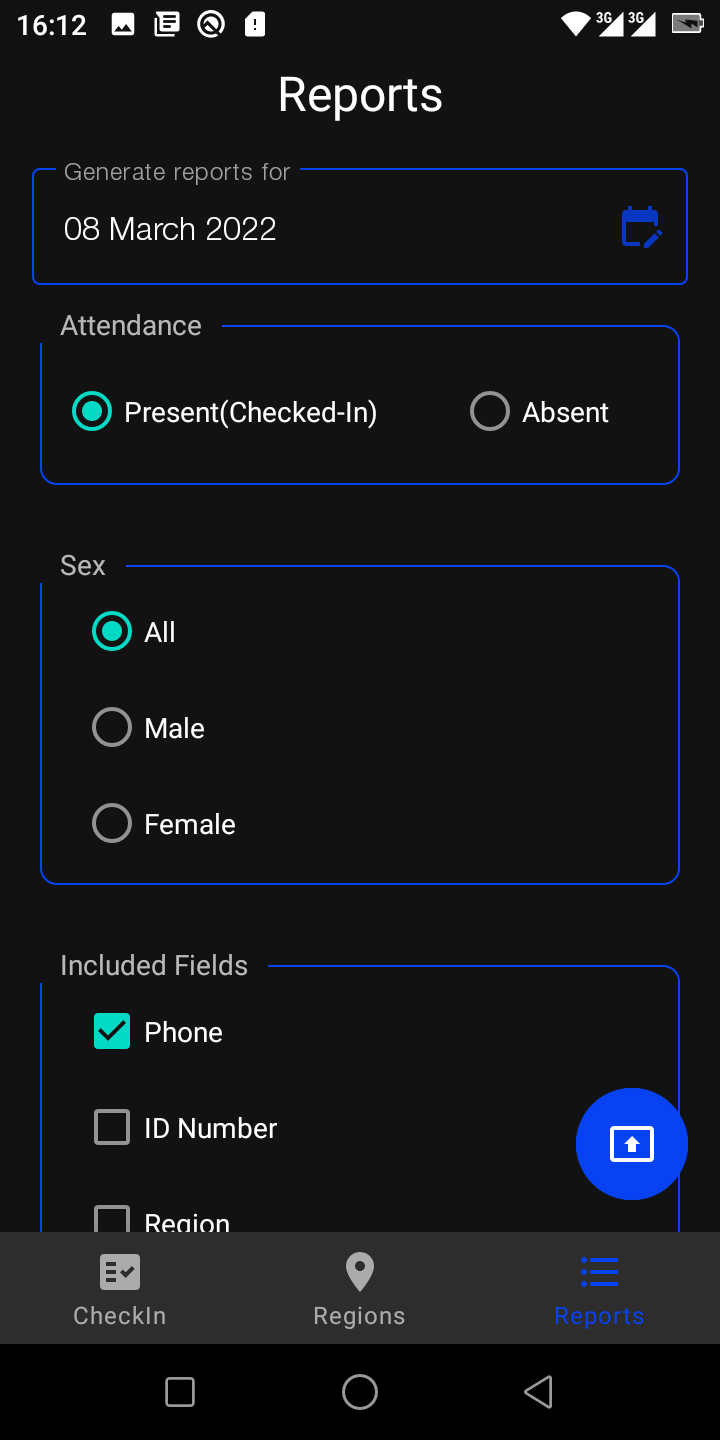 16:12 3G 3G
Reports
Generate reports for
08 March 2022
Attendance
Present(Checked-In) Absent
Sex
All
Male
Female
Included Fields
Phone
ID Number
Region
CheckIn Regions Reports